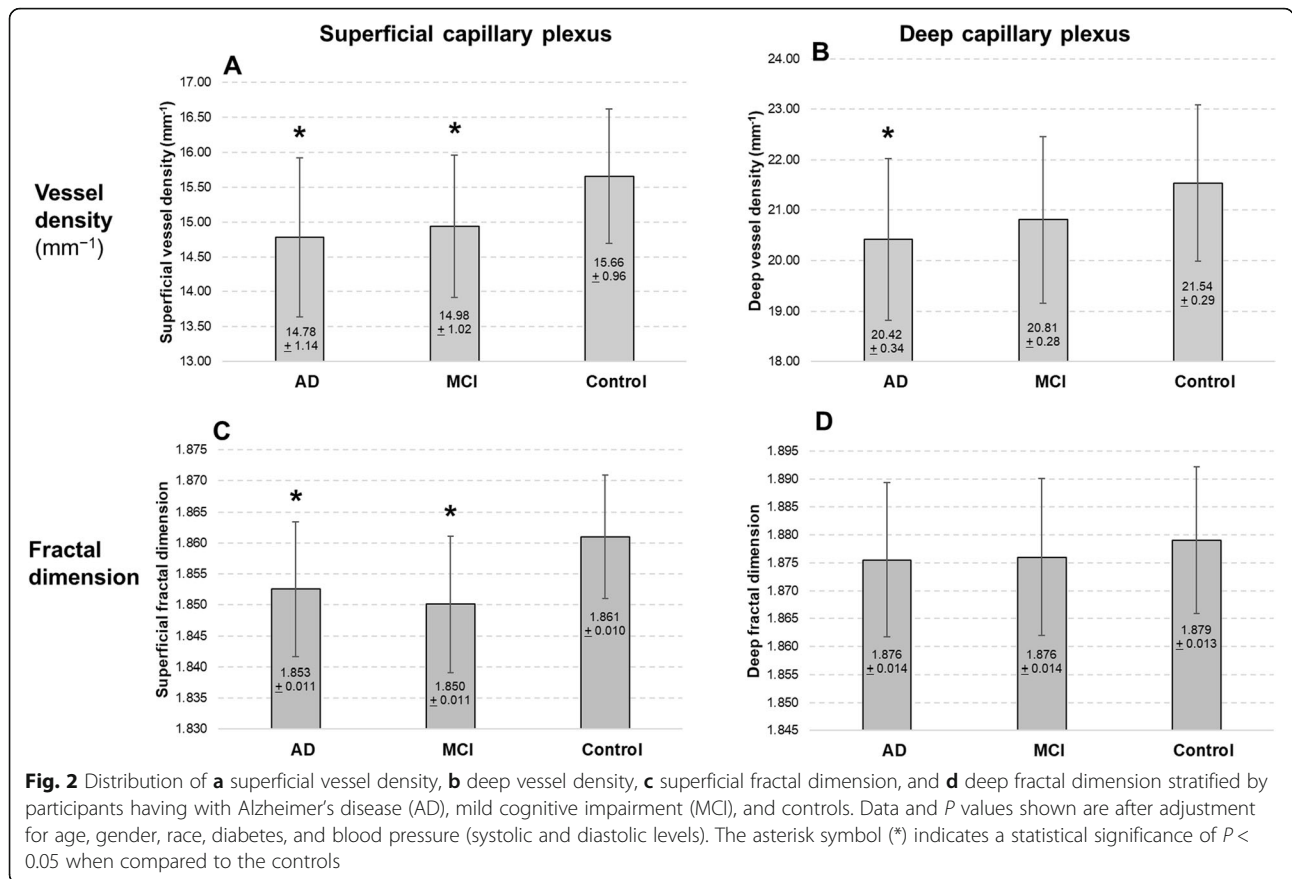 Superficial capillary plexus
Deep capillary plexus
Vessel
density
(mm⁻¹)
A
Superficial vessel density (mm⁻¹)
17.00
16.50
16.00
15.50
15.00
14.50
14.00
13.50
13.00
*
*
14.78
± 1.14
14.98
± 1.02
15.66
± 0.96
AD
MCI
Control
B
Deep vessel density (mm⁻¹)
24.00
23.00
22.00
21.00
20.00
19.00
18.00
*
20.42
± 0.34
20.81
± 0.28
21.54
± 0.29
AD
MCI
Control
Fractal
dimension
C
Superficial fractal dimension
1.875
1.870
1.865
1.860
1.855
1.850
1.845
1.840
1.835
1.830
*
*
1.853
± 0.011
1.850
± 0.011
1.861
± 0.010
AD
MCI
Control
D
Deep fractal dimension
1.895
1.890
1.885
1.880
1.875
1.870
1.865
1.860
1.855
1.850
1.845
1.876
± 0.014
1.876
± 0.014
1.879
± 0.013
AD
MCI
Control
Fig. 2 Distribution of a superficial vessel density, b deep vessel density, c superficial fractal dimension, and d deep fractal dimension stratified by
participants having with Alzheimer's disease (AD), mild cognitive impairment (MCI), and controls. Data and P values shown are after adjustment
for age, gender, race, diabetes, and blood pressure (systolic and diastolic levels). The asterisk symbol (*) indicates a statistical significance of P <
0.05 when compared to the controls